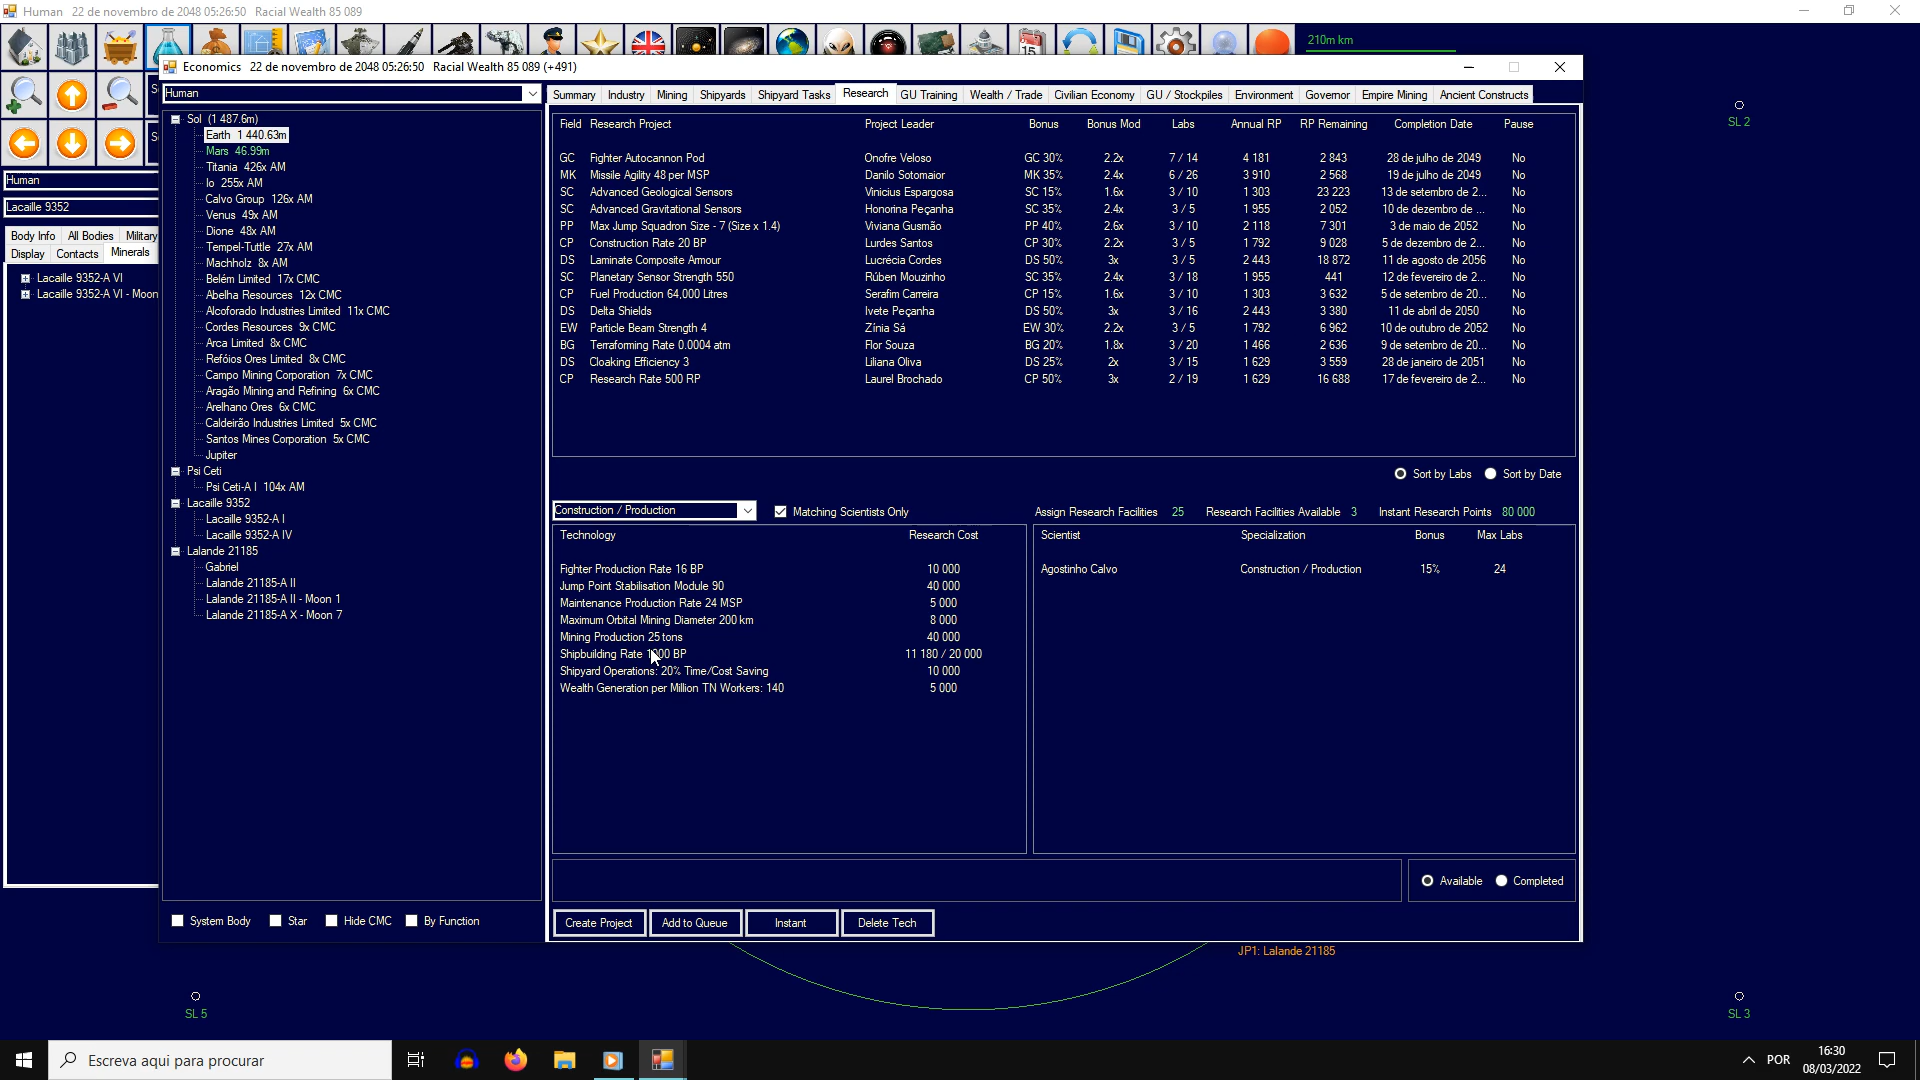 Human 22 de novembro de 2048 05:26:50 Racial Wealth 85 089
210m km
Economics 22 de novembro de 2048 05:26:50 Racial Wealth 85 089 (+491)
Human
Summary Industry Mining Shipyards Shipyard Tasks Research GU Training Wealth / Trade Civilian Economy GU / Stockpiles Environment Governor Empire Mining Ancient Constructs
Human
Lacaille 9352
Body Info All Bodies Military
Display Contacts Minerals
Lacaille 9352-A VI
Lacaille 9352-A VI - Moon
Sol (1 487.6m)
Earth 1 440.63m
Mars 46.99m
Titania 426x AM
Io 255x AM
Calvo Group 126x AM
Venus 49x AM
Dione 48x AM
Tempel-Tuttle 27x AM
Machholz 8x AM
Belém Limited 17x CMC
Abelha Resources 12x CMC
Alcoforado Industries Limited 11x CMC
Cordes Resources 9x CMC
Arca Limited 8x CMC
Refóios Ores Limited 8x CMC
Campo Mining Corporation 7x CMC
Aragão Mining and Refining 6x CMC
Arelhano Ores 6x CMC
Caldeirão Industries Limited 5x CMC
Santos Mines Corporation 5x CMC
Jupiter
Psi Ceti
Psi Ceti-A I 104x AM
Lacaille 9352
Lacaille 9352-A I
Lacaille 9352-A IV
Lalande 21185
Gabriel
Lalande 21185-A II
Lalande 21185-A II - Moon 1
Lalande 21185-A X - Moon 7
System Body Star Hide CMC By Function
Field Research Project Project Leader Bonus Bonus Mod Labs Annual RP RP Remaining Completion Date Pause
GC Fighter Autocannon Pod Onofre Veloso GC 30% 2.2x 7 / 14 4 181 2 843 28 de julho de 2049 No
MK Missile Agility 48 per MSP Danilo Sotomaior MK 35% 2.4x 6 / 26 3 910 2 568 19 de julho de 2049 No
SC Advanced Geological Sensors Vinicius Espargosa SC 15% 1.6x 3 / 10 1 303 23 223 13 de setembro de 2... No
SC Advanced Gravitational Sensors Honorina Peçanha SC 35% 2.4x 3 / 5 1 955 2 052 10 de dezembro de ... No
PP Max Jump Squadron Size - 7 (Size x 1.4) Viviana Gusmão PP 40% 2.6x 3 / 10 2 118 7 301 3 de maio de 2052 No
CP Construction Rate 20 BP Lurdes Santos CP 30% 2.2x 3 / 5 1 792 9 028 5 de dezembro de 2... No
DS Laminate Composite Armour Lucrécia Cordes DS 50% 3x 3 / 5 2 443 18 872 11 de agosto de 2056 No
SC Planetary Sensor Strength 550 Rúben Mouzinho SC 35% 2.4x 3 / 18 1 955 441 12 de fevereiro de 2... No
CP Fuel Production 64,000 Litres Serafim Carreira CP 15% 1.6x 3 / 10 1 303 3 632 5 de setembro de 20... No
DS Delta Shields Ivete Peçanha DS 50% 3x 3 / 16 2 443 3 380 11 de abril de 2050 No
EW Particle Beam Strength 4 Zínia Sá EW 30% 2.2x 3 / 5 1 792 6 962 10 de outubro de 2052 No
BG Terraforming Rate 0.0004 atm Flor Souza BG 20% 1.8x 3 / 20 1 466 2 636 9 de setembro de 20... No
DS Cloaking Efficiency 3 Liliana Oliva DS 25% 2x 3 / 15 1 629 3 559 28 de janeiro de 2051 No
CP Research Rate 500 RP Laurel Brochado CP 50% 3x 2 / 19 1 629 16 688 17 de fevereiro de 2... No
Sort by Labs Sort by Date
Construction / Production Matching Scientists Only Assign Research Facilities 25 Research Facilities Available 3 Instant Research Points 80 000
Technology Research Cost
Fighter Production Rate 16 BP 10 000
Jump Point Stabilisation Module 90 40 000
Maintenance Production Rate 24 MSP 5 000
Maximum Orbital Mining Diameter 200 km 8 000
Mining Production 25 tons 40 000
Shipbuilding Rate 1000 BP 11 180 / 20 000
Shipyard Operations: 20% Time/Cost Saving 10 000
Wealth Generation per Million TN Workers: 140 5 000
Scientist Specialization Bonus Max Labs
Agostinho Calvo Construction / Production 15% 24
Available Completed
Create Project Add to Queue Instant Delete Tech
SL 2
JP1: Lalande 21185
SL 5
SL 3
Escreva aqui para procurar
POR
16:30
08/03/2022